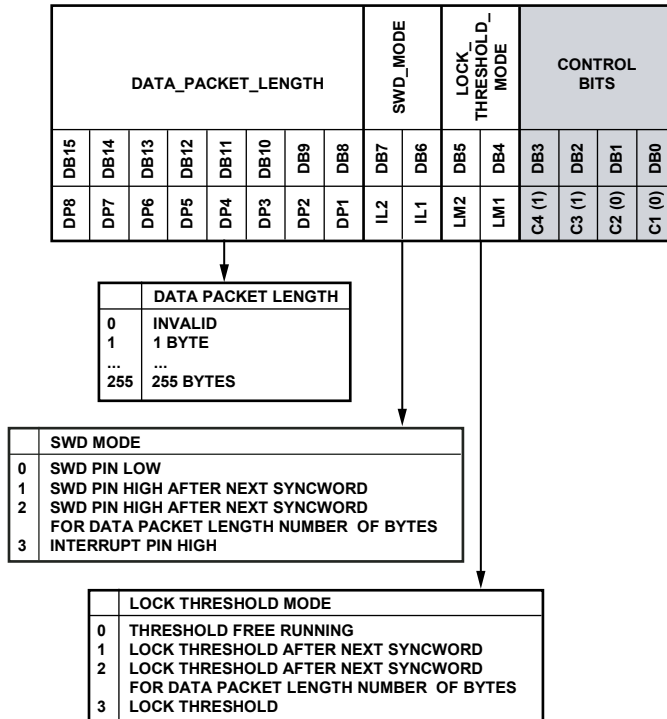 DATA_PACKET_LENGTH
SWD_MODE
LOCK_
THRESHOLD_
MODE
CONTROL
BITS
DB15 DB14 DB13 DB12 DB11 DB10 DB9 DB8 DB7 DB6 DB5 DB4 DB3 DB2 DB1 DB0
DP8 DP7 DP6 DP5 DP4 DP3 DP2 DP1 IL2 IL1 LM2 LM1 C4 (1) C3 (1) C2 (0) C1 (0)
DATA PACKET LENGTH
0 INVALID
1 1 BYTE
... ...
255 255 BYTES
SWD MODE
0 SWD PIN LOW
1 SWD PIN HIGH AFTER NEXT SYNCWORD
2 SWD PIN HIGH AFTER NEXT SYNCWORD
FOR DATA PACKET LENGTH NUMBER OF BYTES
3 INTERRUPT PIN HIGH
LOCK THRESHOLD MODE
0 THRESHOLD FREE RUNNING
1 LOCK THRESHOLD AFTER NEXT SYNCWORD
2 LOCK THRESHOLD AFTER NEXT SYNCWORD
FOR DATA PACKET LENGTH NUMBER OF BYTES
3 LOCK THRESHOLD